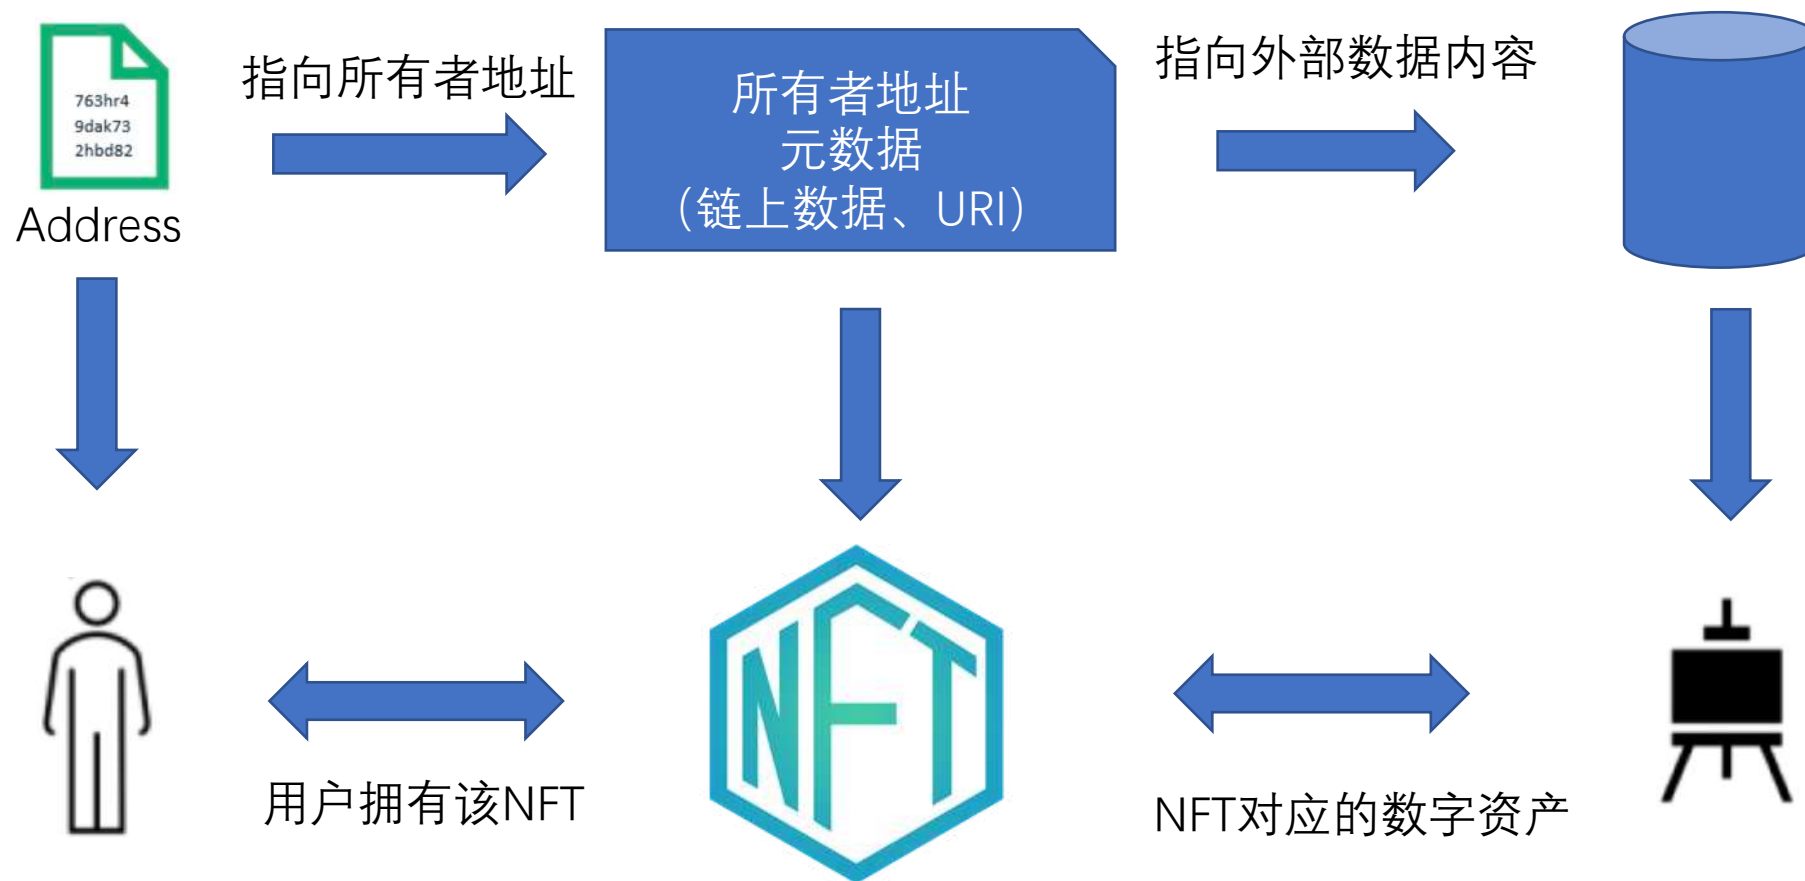 763hr4
9dak73
2hbd82
Address
指向所有者地址
所有者地址
元数据
（链上数据、URI）
指向外部数据内容
用户拥有该NFT
NFT
NFT对应的数字资产